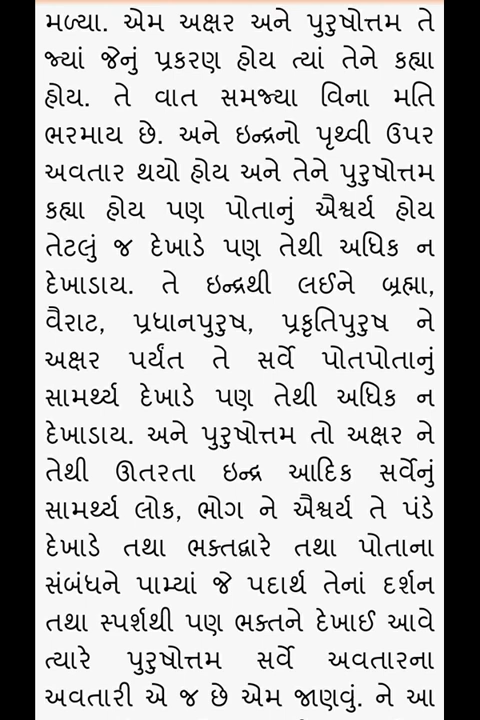 મળ્યા. એમ અક્ષર અને પુરુષોત્તમ તે
જ્યાં જેનું પ્રકરણ હોય ત્યાં તેને કહ્યા
હોય. તે વાત સમજ્યા વિના મતિ
ભરમાય છે. અને ઇન્દ્રનો પૃથ્વી ઉપર
અવતાર થયો હોય અને તેને પુરુષોત્તમ
કહ્યા હોય પણ પોતાનું ઐશ્વર્ય હોય
તેટલું જ દેખાડે પણ તેથી અધિક ન
દેખાડાય. તે ઇન્દ્રથી લઈને બ્રહ્મા,
વૈરાટ, પ્રધાનપુરુષ, પ્રકૃતિપુરુષ ને
અક્ષર પર્યંત તે સર્વે પોતપોતાનું
સામર્થ્ય દેખાડે પણ તેથી અધિક ન
દેખાડાય. અને પુરુષોત્તમ તો અક્ષર ને
તેથી ઊતરતા ઇન્દ્ર આદિક સર્વેનું
સામર્થ્ય લોક, ભોગ ને ઐશ્વર્ય તે પંડે
દેખાડે તથા ભક્તદ્વારે તથા પોતાના
સંબંધને પામ્યાં જે પદાર્થ તેનાં દર્શન
તથા સ્પર્શથી પણ ભક્તને દેખાઈ આવે
ત્યારે પુરુષોત્તમ સર્વે અવતારના
અવતારી એ જ છે એમ જાણવું. ને આ